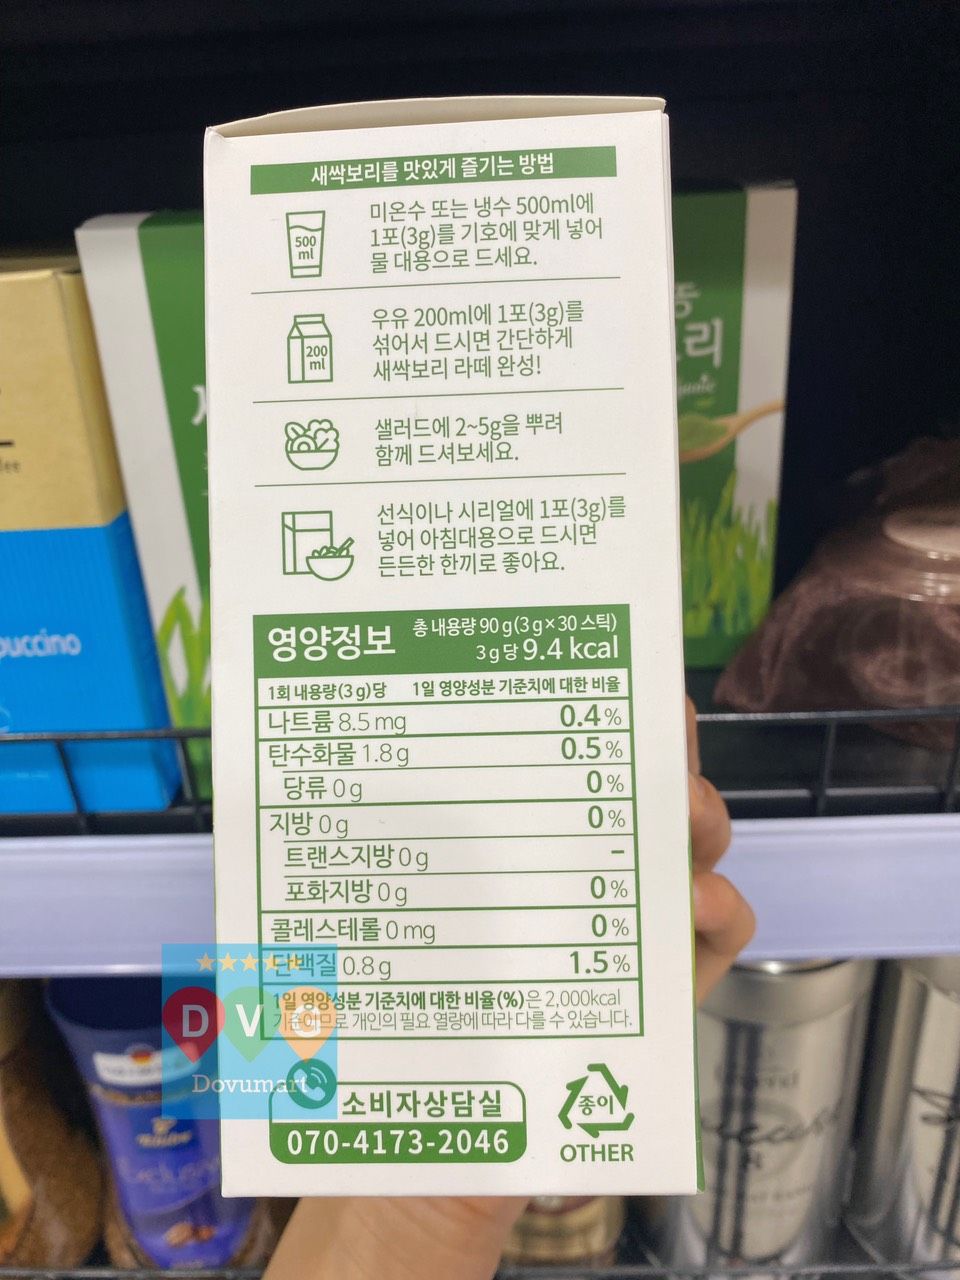 새싹보리를 맛있게 즐기는 방법
500
ml
미온수 또는 냉수 500ml에
1포(3g)를 기호에 맞게 넣어
물 대용으로 드세요.
200
ml
우유 200ml에 1포(3g)를
섞어서 드시면 간단하게
새싹보리 라떼 완성!
샐러드에 2~5g을 뿌려
함께 드셔보세요.
선식이나 시리얼에 1포(3g)를
넣어 아침대용으로 드시면
든든한 한끼로 좋아요.
영양정보 총 내용량 90g(3g×30 스틱)
3g당 9.4 kcal
1회 내용량(3g)당 1일 영양성분 기준치에 대한 비율
나트륨 8.5mg 0.4%
탄수화물 1.8g 0.5%
당류 0g 0%
지방 0g 0%
트랜스지방 0g -
포화지방 0g 0%
콜레스테롤 0mg 0%
단백질 0.8g 1.5%
1일 영양성분 기준치에 대한 비율(%)은 2,000kcal
기준이므로 개인의 필요 열량에 따라 다를 수 있습니다.
소비자상담실
070-4173-2046
종이
OTHER
DVG
Dovumart
puccino
리